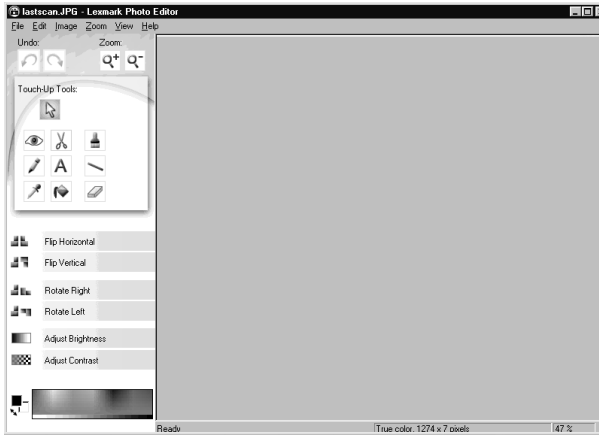 lastscan.JPG - Lexmark Photo Editor
File Edit Image Zoom View Help
Undo: Zoom:
Touch-Up Tools:
A
Flip Horizontal
Flip Vertical
Rotate Right
Rotate Left
Adjust Brightness
Adjust Contrast
Ready True color. 1274 x 7 pixels 47 %